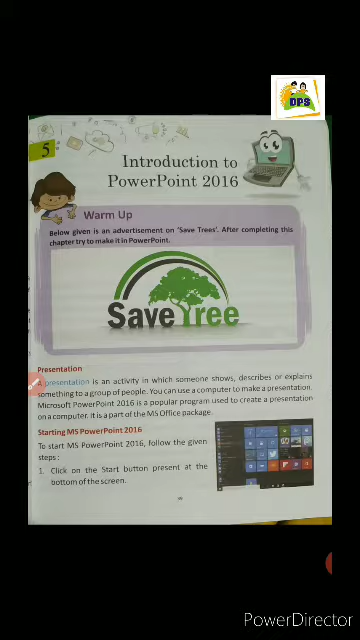 DPS
5
Introduction to
PowerPoint 2016
Warm Up
Below given is an advertisement on 'Save Trees'. After completing this
chapter try to make it in PowerPoint.
Save Tree
Presentation
A presentation is an activity in which someone shows, describes or explains
something to a group of people. You can use a computer to make a presentation.
Microsoft PowerPoint 2016 is a popular program used to create a presentation
on a computer. It is a part of the MS Office package.
Starting MS PowerPoint 2016
To start MS PowerPoint 2016, follow the given
steps :
1. Click on the Start button present at the
bottom of the screen.
PowerDirector